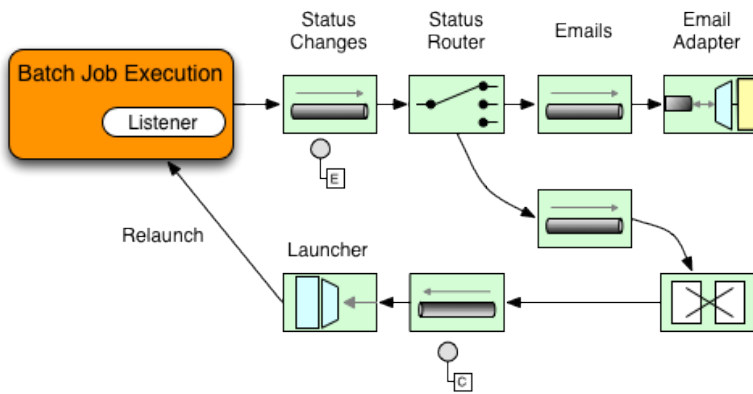 Status
Changes
Status
Router
Emails
Email
Adapter
Batch Job Execution
Listener
E
Relaunch
Launcher
C